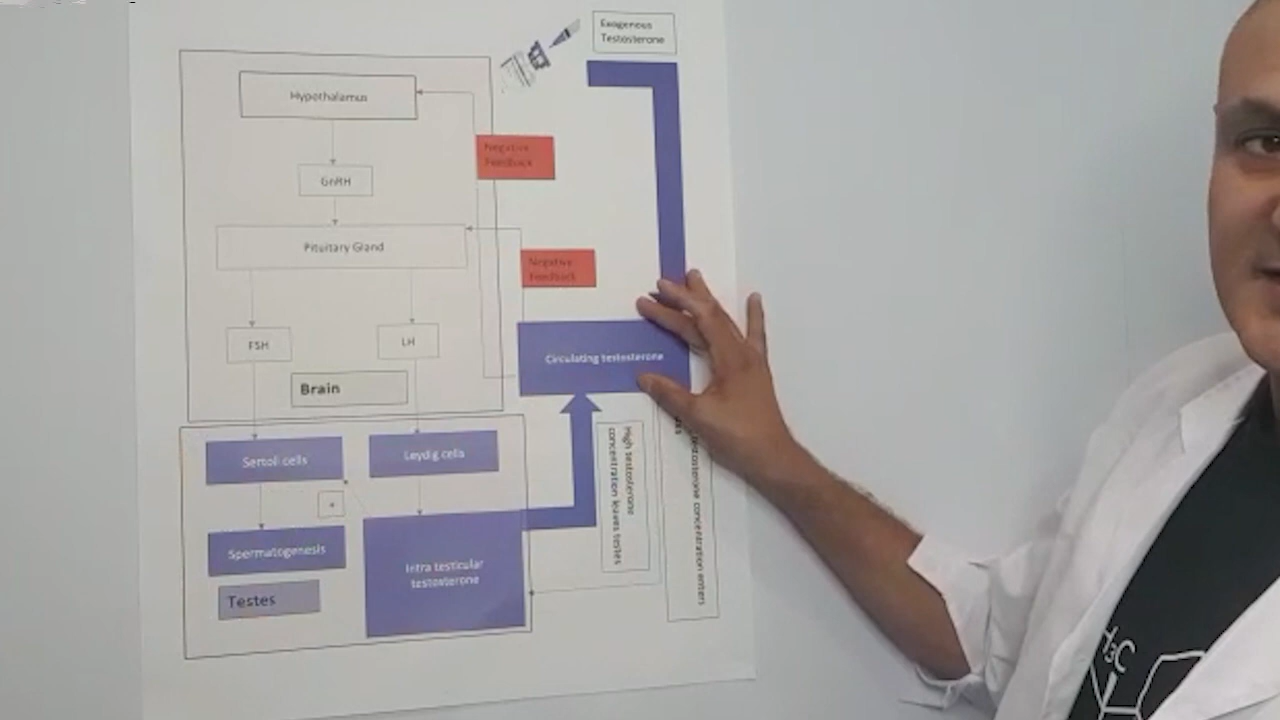 Exogenous
Testosterone
Hypothalamus
Negative
Feedback
GnRH
Pituitary Gland
Negative
Feedback
FSH
LH
Circulating testosterone
Brain
Sertoli cells
Leydig cells
High testosterone
concentration leaves testes
testosterone concentration enters
+
Spermatogenesis
Intra testicular
testosterone
Testes
H3C